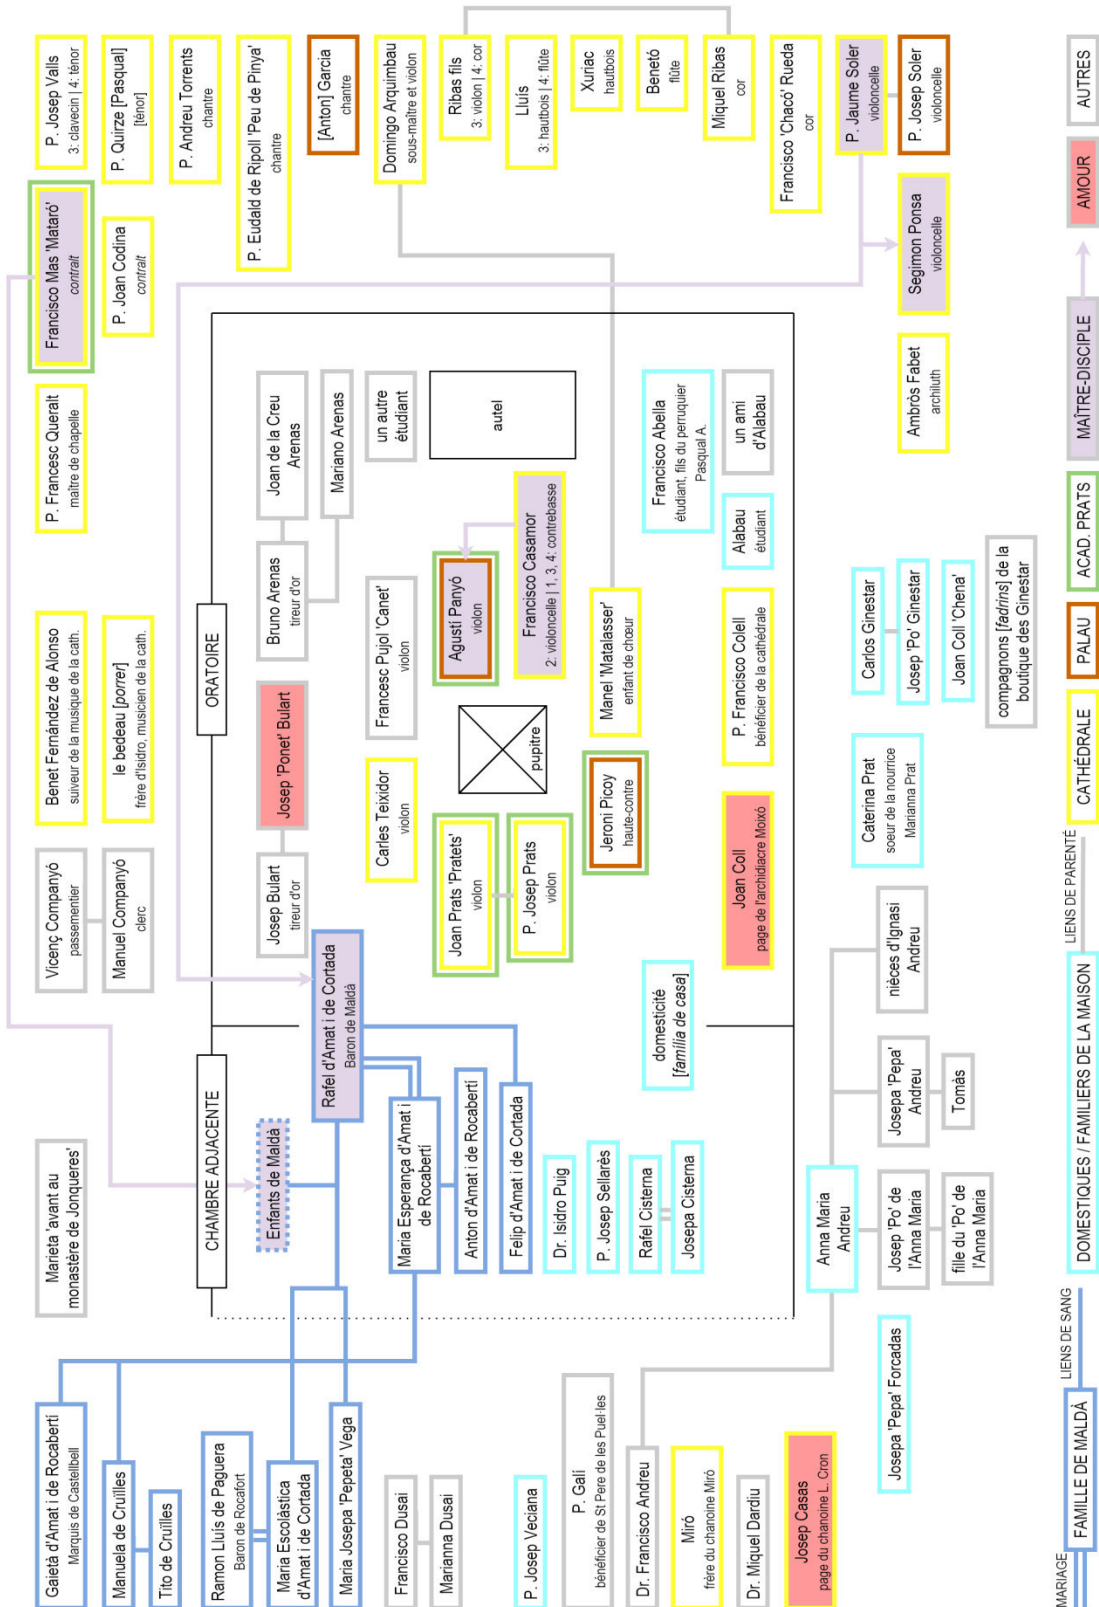 Gaietà d'Amat i de Rocabertí
Marquis de Castellbell
Manuela de Cruïlles
Tito de Cruïlles
Ramon Lluís de Paguera
Baron de Rocafort
Maria Escolàstica
d'Amat i de Cortada
Maria Josepa 'Pepeta' Vega
Francisco Dusai
Marianna Dusai
P. Josep Veciana
P. Galí
bénéficier de St Pere de les Puel·les
Dr. Francisco Andreu
Miró
frère du chanoine Miró
Dr. Miquel Dardiu
Josep Casas
page du chanoine L. Cron
Marieta 'avant au
monastère de Jonqueres'
Vicenç Companyó
passementier
Manuel Companyó
clerc
Benet Fernández de Alonso
suiveur de la musique de la cath.
le bedeau [porrer]
frère d'Isidro, musicien de la cath.
P. Francesc Queralt
maître de chapelle
Francisco Mas 'Mataró'
contralt
P. Joan Codina
contralt
P. Josep Valls
3: clavecin | 4: ténor
P. Quirze [Pasqual]
[ténor]
P. Andreu Torrents
chantre
P. Eudald de Ripoll 'Peu de Pinya'
chantre
[Anton] Garcia
chantre
Domingo Arquimbau
sous-maître et violon
Ribas fils
3: violon | 4: cor
Lluís
3: hautbois | 4: flûte
Xuriac
hautbois
Benetó
flûte
Miquel Ribas
cor
Francisco 'Chacó' Rueda
cor
P. Jaume Soler
violoncelle
P. Josep Soler
violoncelle
Segimon Ponsa
violoncelle
Ambròs Fabet
archiluth
CHAMBRE ADJACENTE
ORATOIRE
Enfants de Maldà
Rafel d'Amat i de Cortada
Baron de Maldà
Maria Esperança d'Amat i
de Rocabertí
Anton d'Amat i de Rocabertí
Felip d'Amat i de Cortada
Dr. Isidro Puig
P. Josep Sellarès
Rafel Cisterna
Josepa Cisterna
domesticité
[familia de casa]
Josep Bulart
tireur d'or
Josep 'Ponet' Bulart
Bruno Arenas
tireur d'or
Joan de la Creu
Arenas
Mariano Arenas
un autre
étudiant
Carles Teixidor
violon
Francesc Pujol 'Canet'
violon
Joan Prats 'Pratets'
violon
P. Josep Prats
violon
pupitre
Agustí Panyó
violon
Francisco Casamor
2: violoncelle | 1, 3, 4: contrebasse
autel
Jeroni Picoy
haute-contre
Manel 'Matalasser'
enfant de chœur
Francisco Abella
étudiant, fils du perruquier
Pasqual A.
Joan Coll
page de l'archidiacre Moixó
P. Francisco Colell
bénéficier de la cathédrale
Alabau
étudiant
un ami
d'Alabau
Anna Maria
Andreu
Josepa 'Pepa' Forcadas
Josep 'Po' de
l'Anna Maria
fille du 'Po' de
l'Anna Maria
Josepa 'Pepa'
Andreu
Tomàs
nièces d'Ignasi
Andreu
Caterina Prat
soeur de la nourrice
Marianna Prat
Carlos Ginestar
Josep 'Po' Ginestar
Joan Coll 'Chena'
compagnons [fadrins] de la
boutique des Ginestar
MARIAGE
FAMILLE DE MALDÀ
LIENS DE SANG
DOMESTIQUES / FAMILIERS DE LA MAISON
LIENS DE PARENTÉ
CATHÉDRALE
PALAU
ACAD. PRATS
MAÎTRE-DISCIPLE
AMOUR
AUTRES